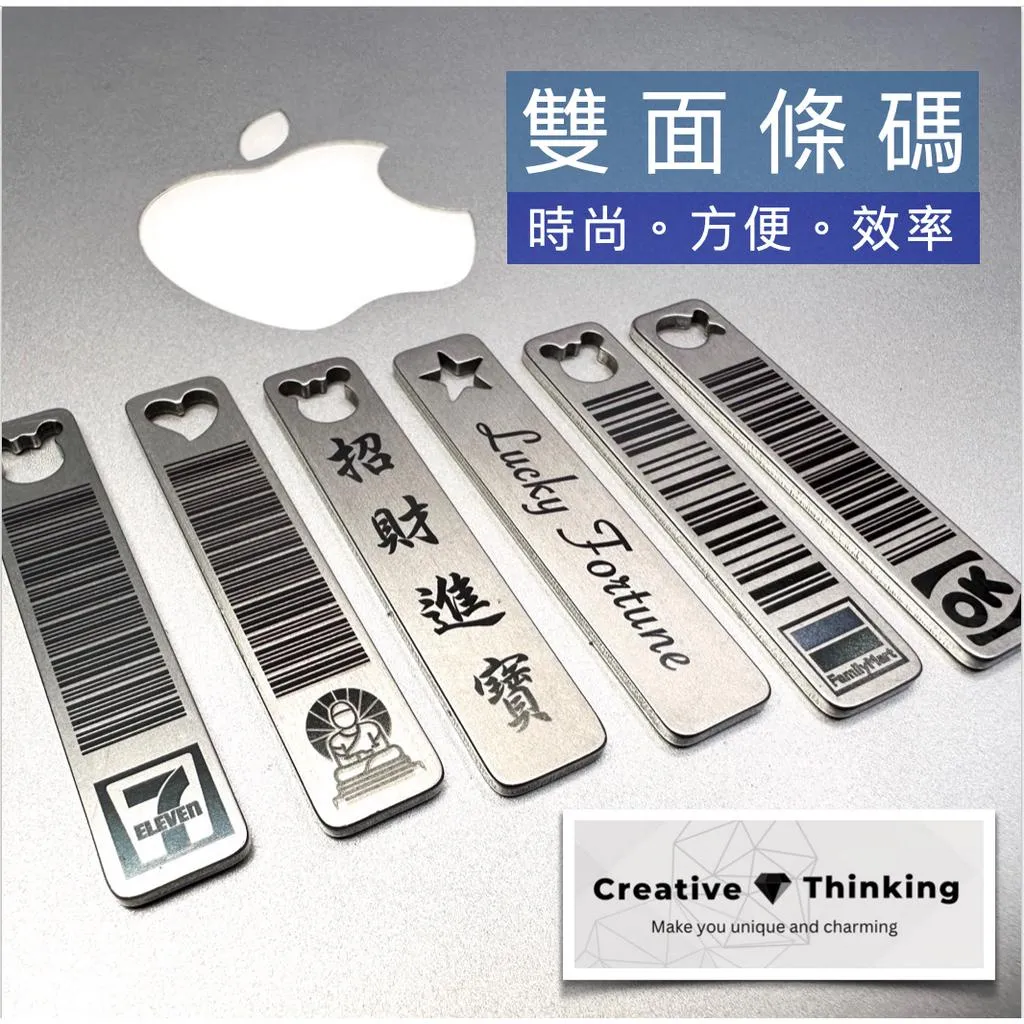 雙面條碼
時尚。方便。效率
招財進寶
Lucky Fortune
7
ELEVEN
FamilyMart
OK
Creative Thinking
Make you unique and charming